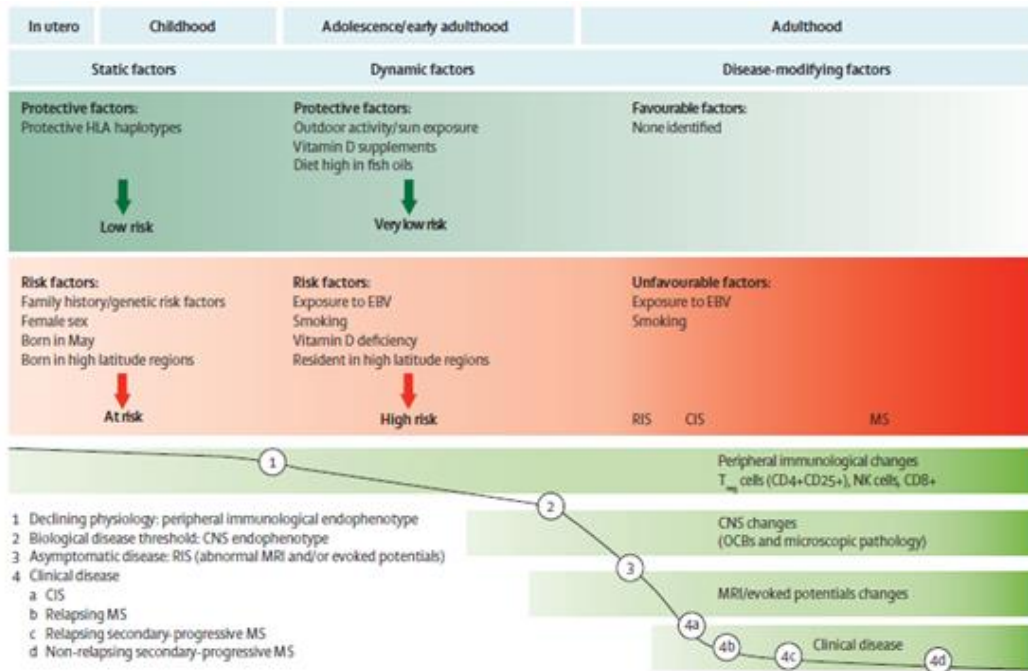 In utero
Childhood
Adolescence/early adulthood
Adulthood
Static factors
Dynamic factors
Disease-modifying factors
Protective factors:
Protective HLA haplotypes
Low risk
Protective factors:
Outdoor activity/sun exposure
Vitamin D supplements
Diet high in fish oils
Very low risk
Favourable factors:
None identified
Risk factors:
Family history/genetic risk factors
Female sex
Born in May
Born in high latitude regions
At risk
Risk factors:
Exposure to EBV
Smoking
Vitamin D deficiency
Resident in high latitude regions
High risk
Unfavourable factors:
Exposure to EBV
Smoking
RIS CIS MS
1
2
3
4a
4b
4c
4d
Peripheral immunological changes
Treg cells (CD4+CD25+), NK cells, CD8+
CNS changes
(OCBs and microscopic pathology)
MRI/evoked potentials changes
Clinical disease
1 Declining physiology: peripheral immunological endophenotype
2 Biological disease threshold: CNS endophenotype
3 Asymptomatic disease: RIS (abnormal MRI and/or evoked potentials)
4 Clinical disease
a CIS
b Relapsing MS
c Relapsing secondary-progressive MS
d Non-relapsing secondary-progressive MS